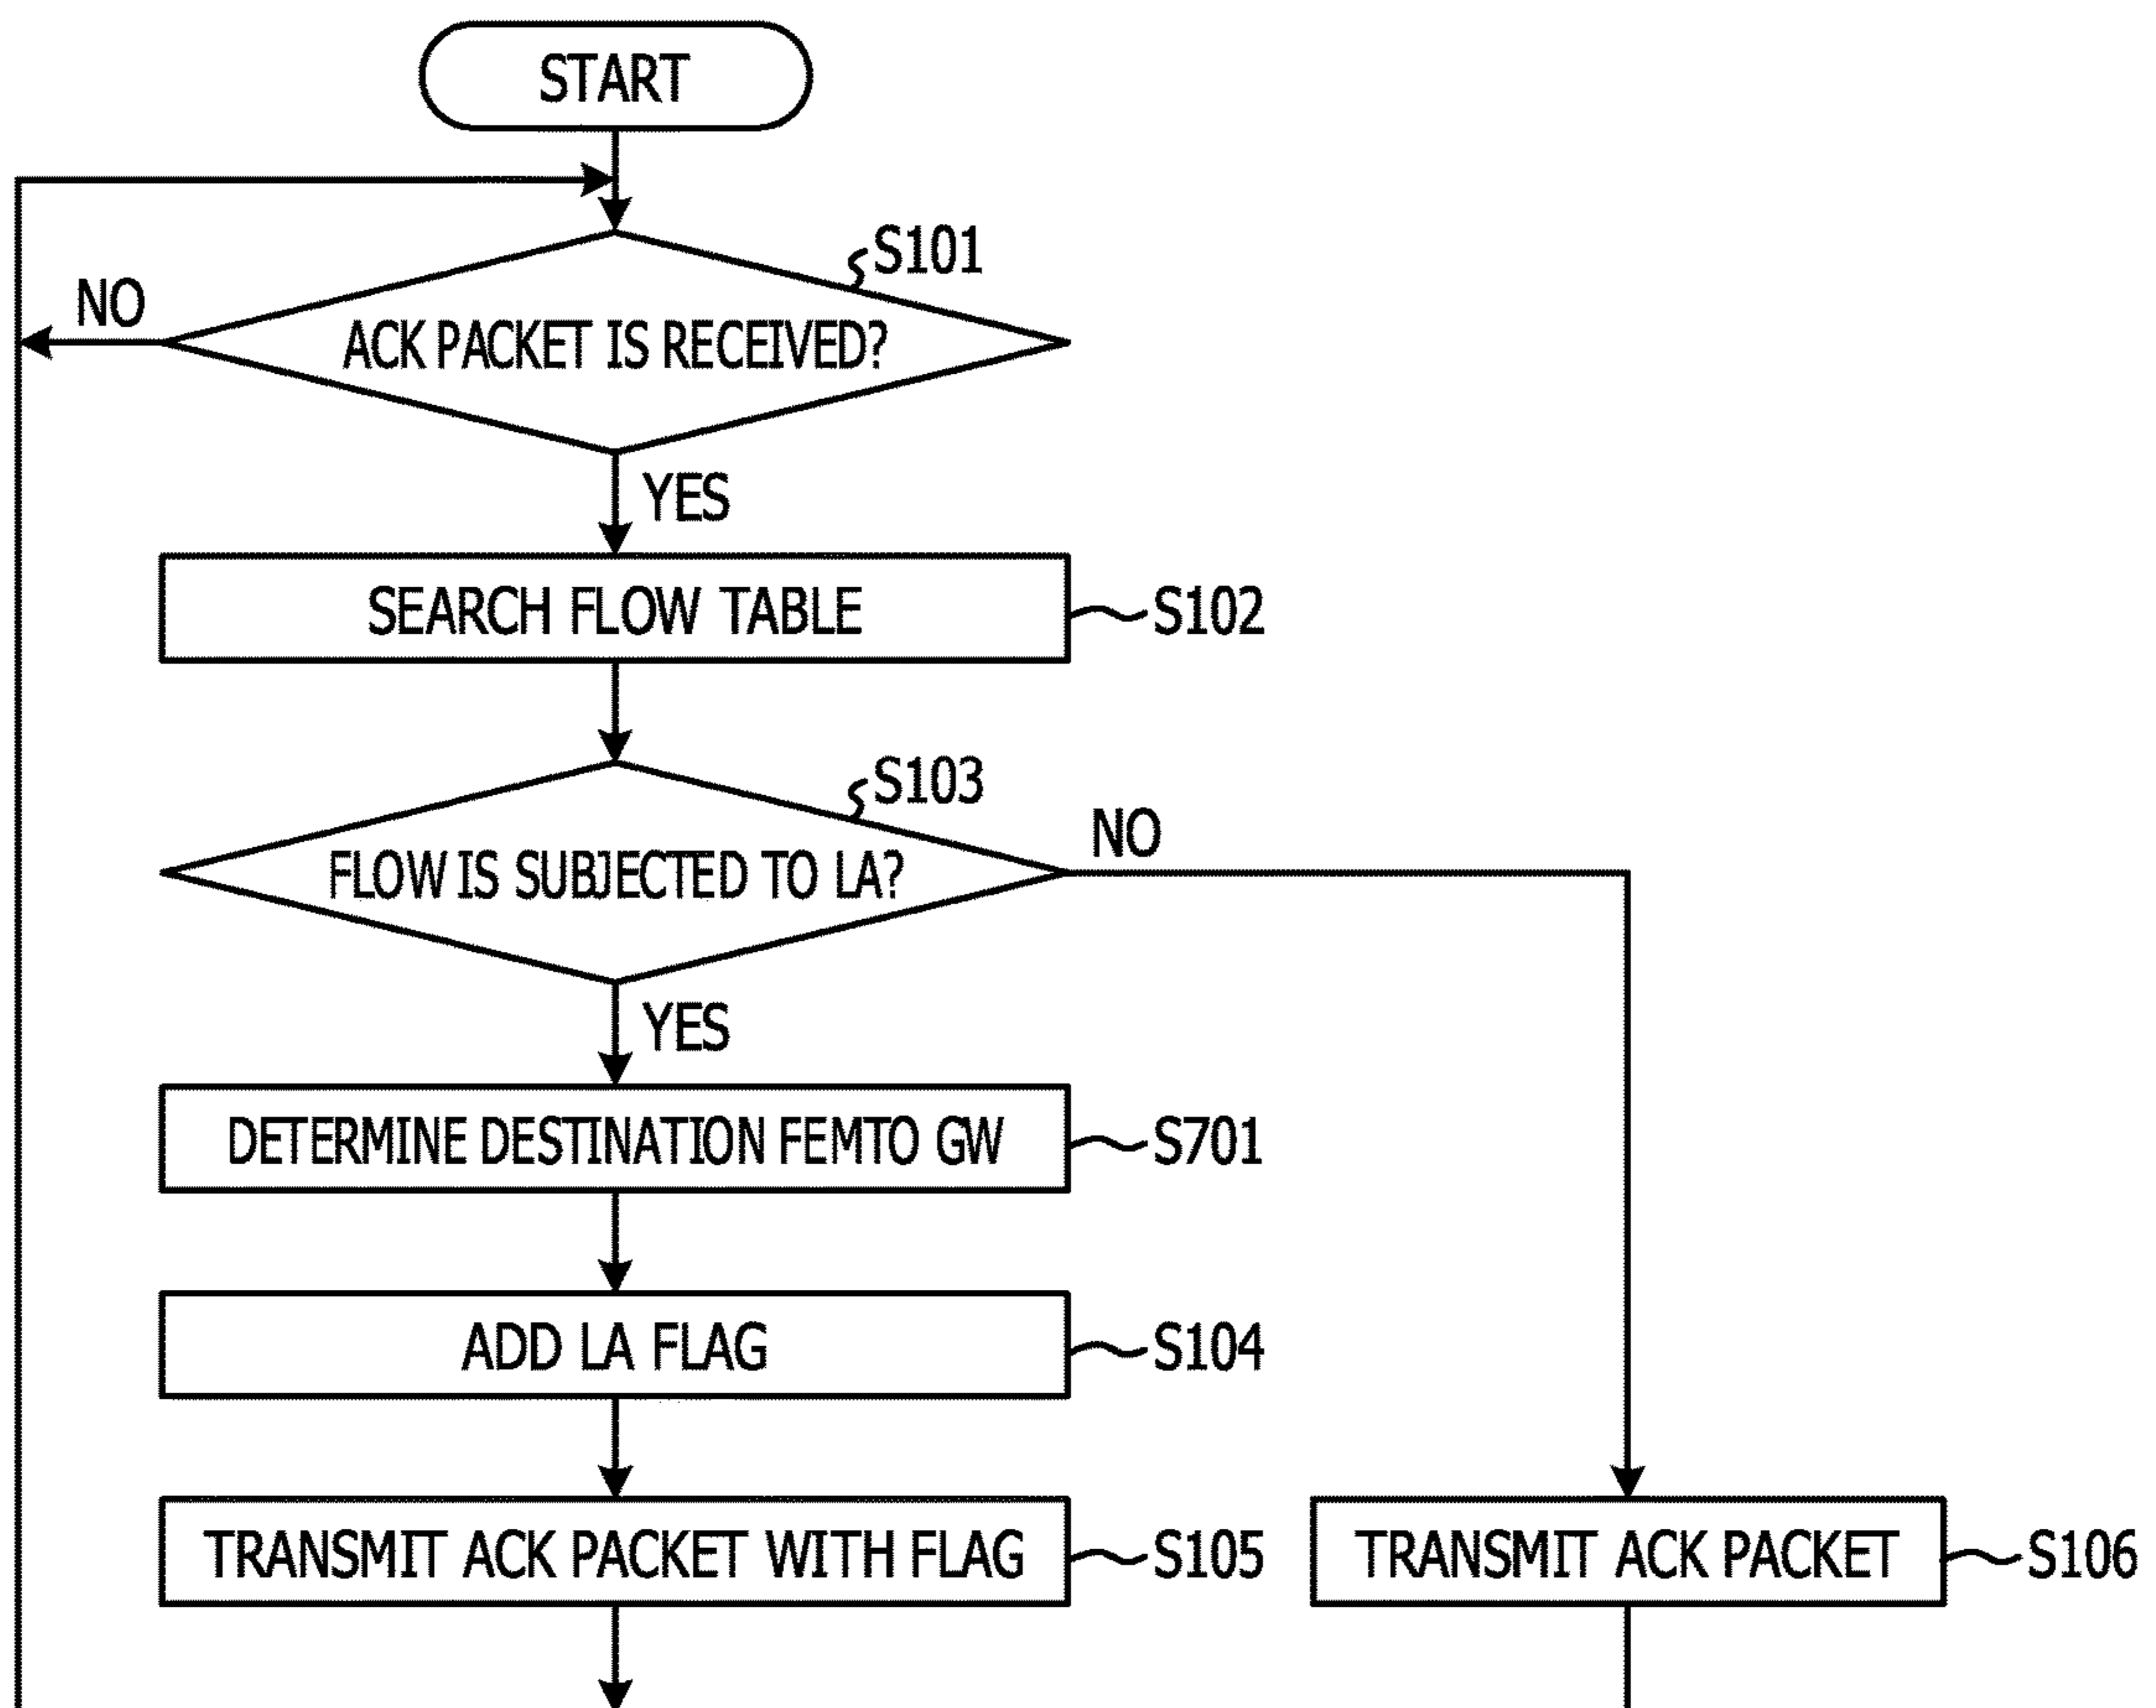 START
S101
NO
ACK PACKET IS RECEIVED?
YES
SEARCH FLOW TABLE
S102
S103
NO
FLOW IS SUBJECTED TO LA?
YES
DETERMINE DESTINATION FEMTO GW
S701
ADD LA FLAG
S104
TRANSMIT ACK PACKET WITH FLAG
S105
TRANSMIT ACK PACKET
S106